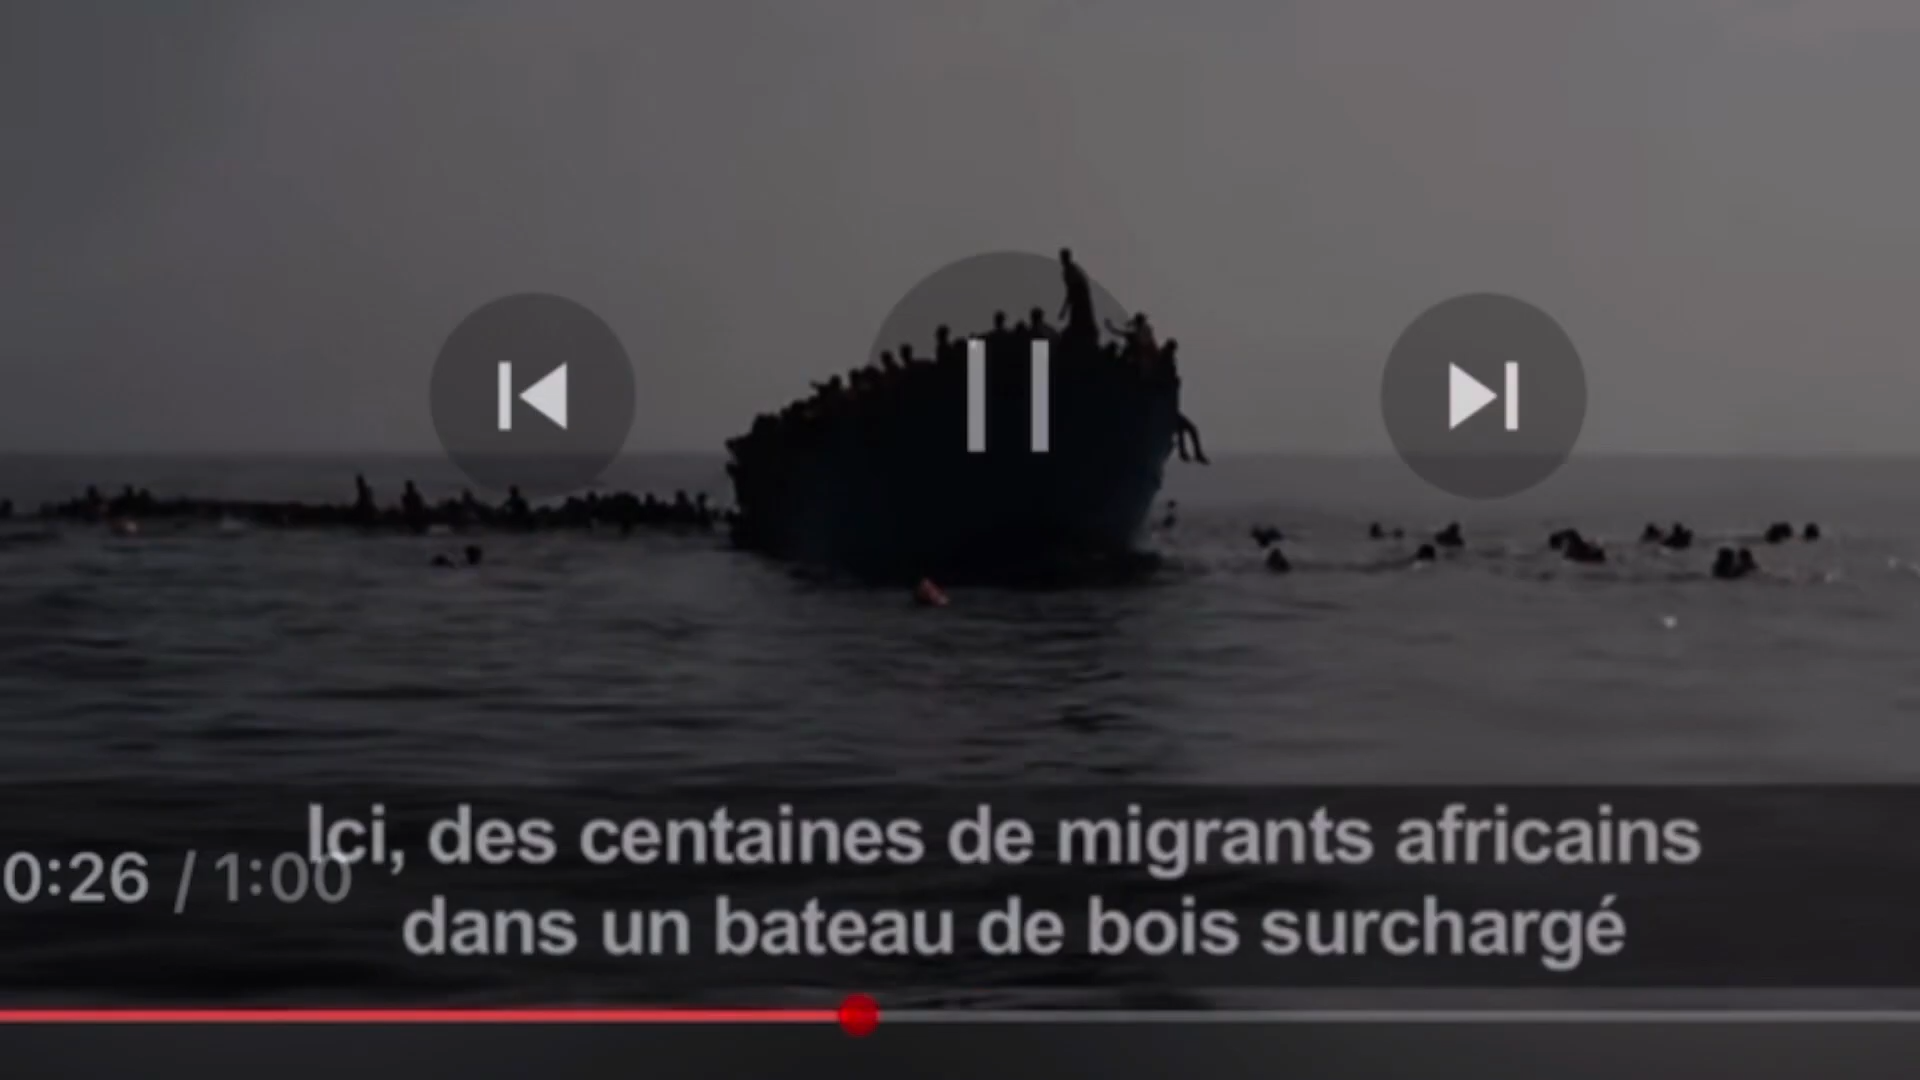 Ici, des centaines de migrants africains
dans un bateau de bois surchargé
0:26 / 1:00